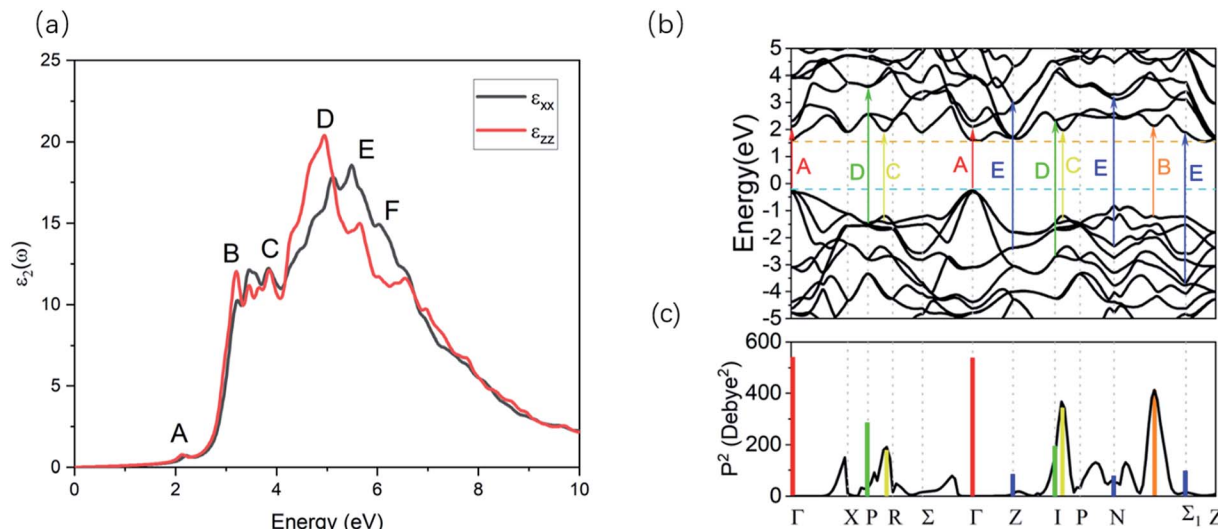 (a)
25
20
15
10
5
0
ε₂(ω)
εxx
εzz
A
B
C
D
E
F
0 2 4 6 8 10
Energy (eV)
(b)
5
4
3
2
1
0
-1
-2
-3
-4
-5
Energy(eV)
A D C A E D C E B E
(c)
600
400
200
0
P² (Debye²)
Γ X P R Σ Γ Z I P N Σ₁ Z